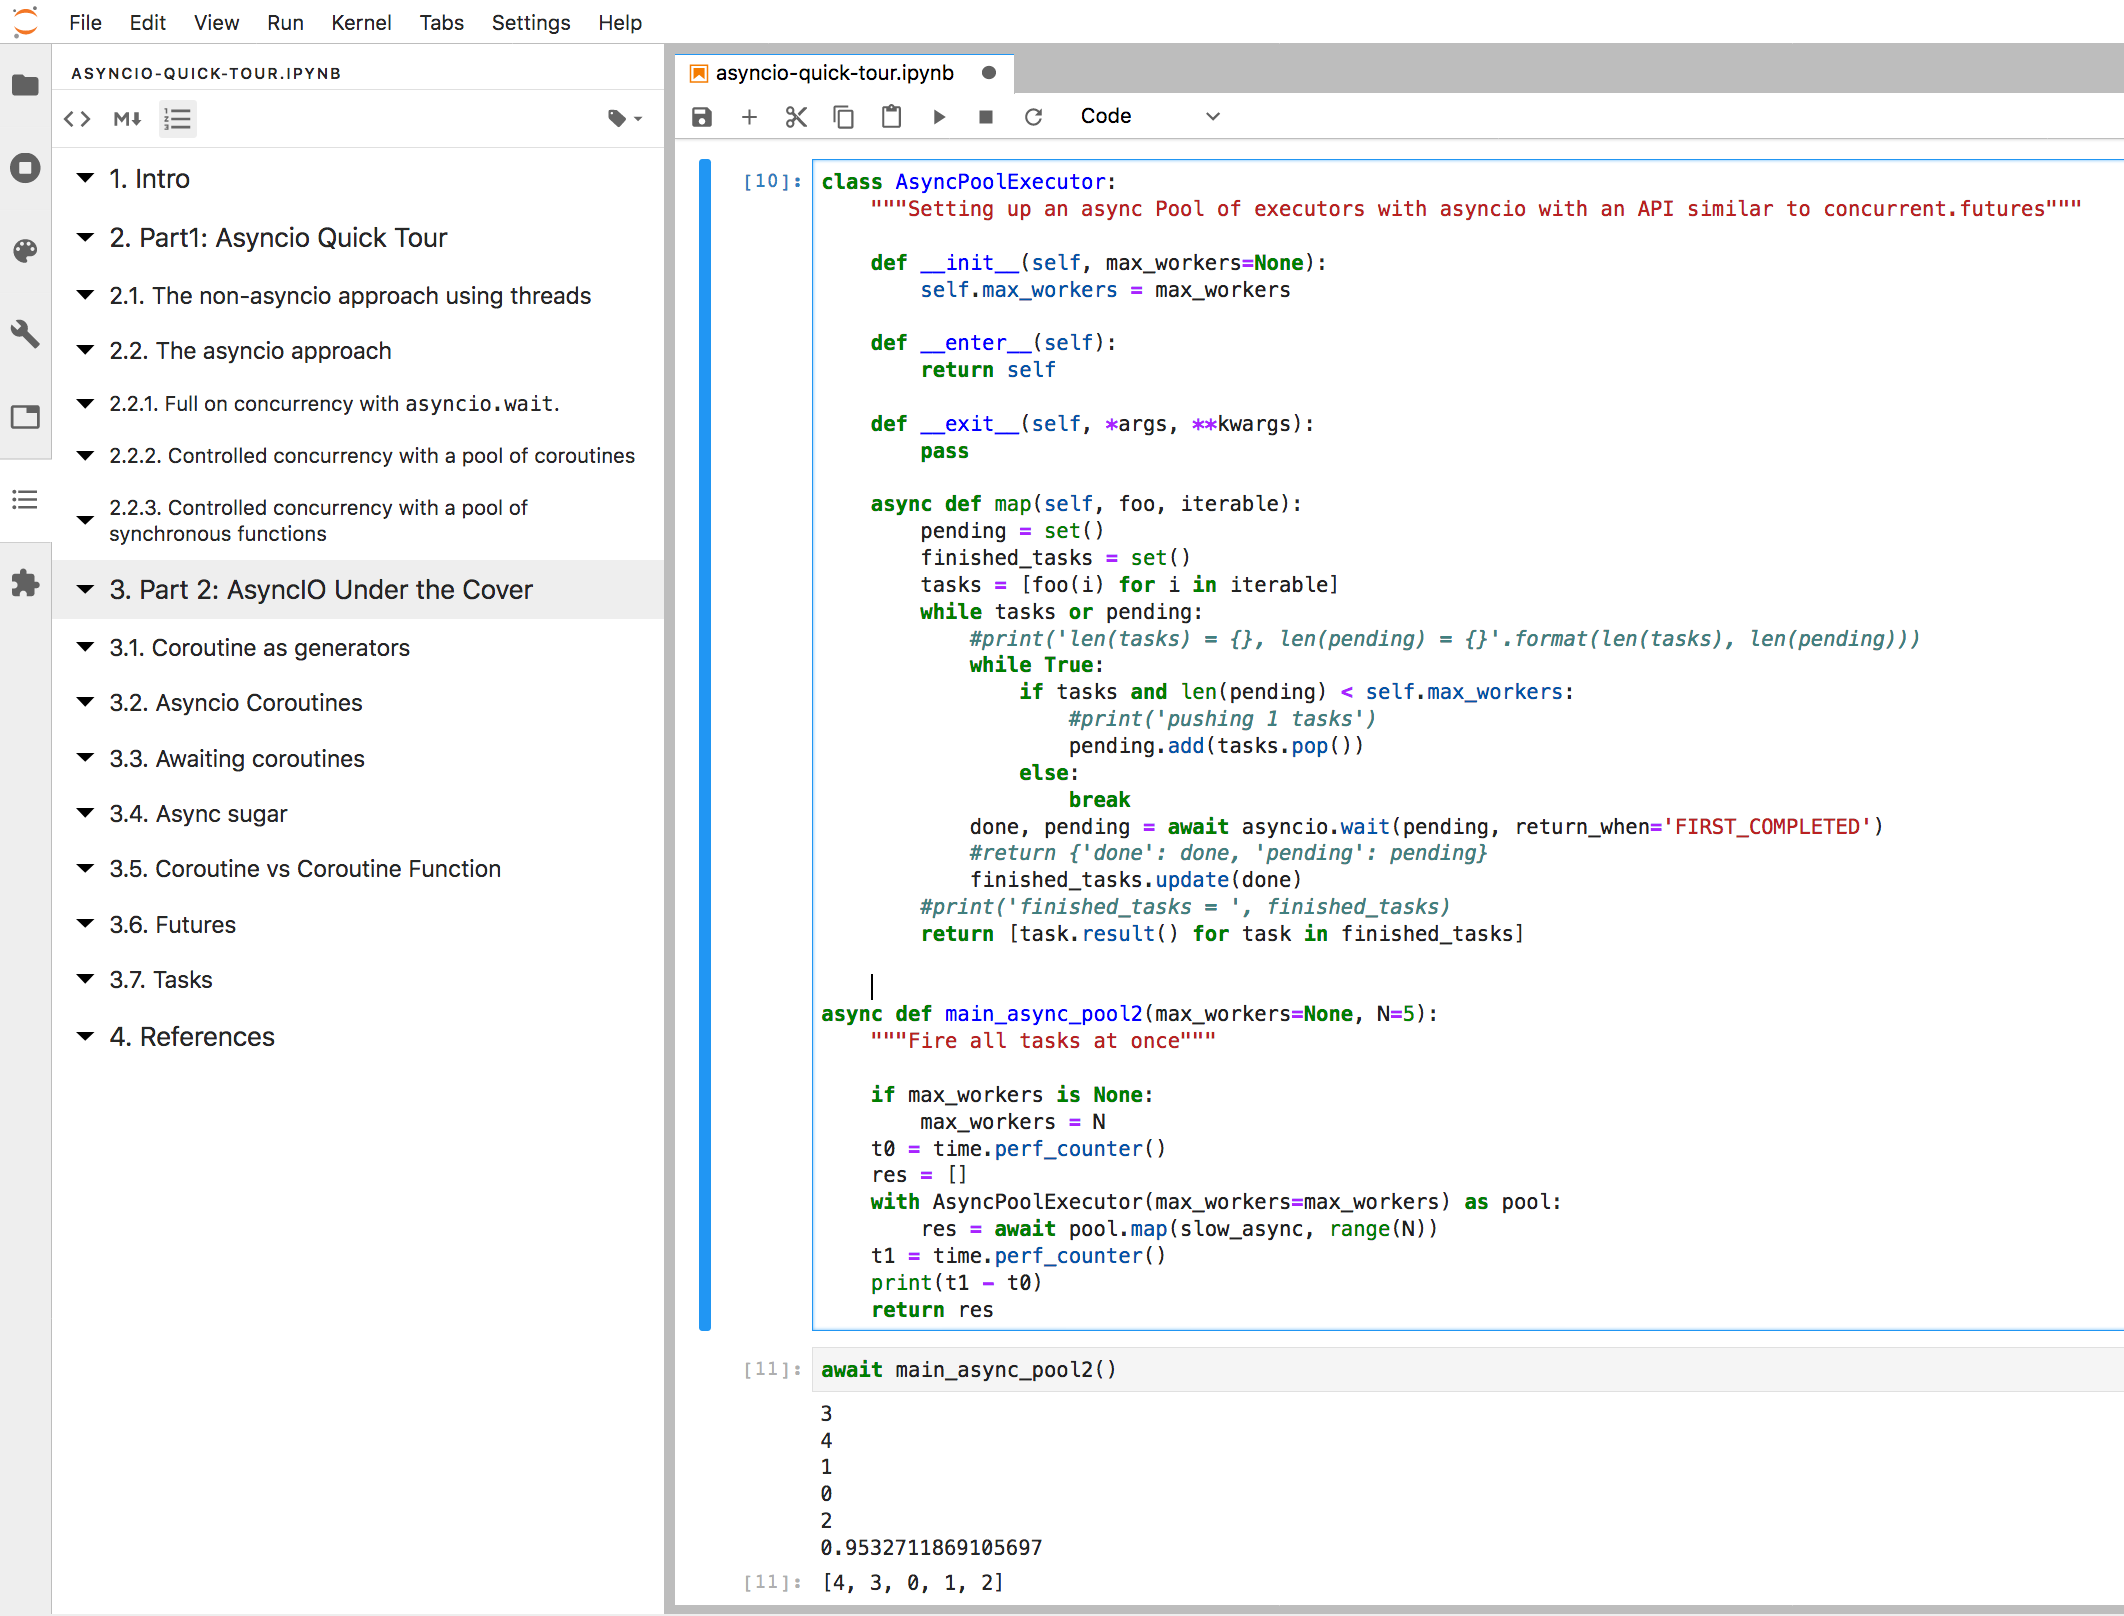 File Edit View Run Kernel Tabs Settings Help
ASYNCIO-QUICK-TOUR.IPYNB
1. Intro
2. Part1: Asyncio Quick Tour
2.1. The non-asyncio approach using threads
2.2. The asyncio approach
2.2.1. Full on concurrency with asyncio.wait.
2.2.2. Controlled concurrency with a pool of coroutines
2.2.3. Controlled concurrency with a pool of
synchronous functions
3. Part 2: AsyncIO Under the Cover
3.1. Coroutine as generators
3.2. Asyncio Coroutines
3.3. Awaiting coroutines
3.4. Async sugar
3.5. Coroutine vs Coroutine Function
3.6. Futures
3.7. Tasks
4. References
asyncio-quick-tour.ipynb
Code
[10]:
class AsyncPoolExecutor:
    """Setting up an async Pool of executors with asyncio with an API similar to concurrent.futures"""
    def __init__(self, max_workers=None):
        self.max_workers = max_workers
    def __enter__(self):
        return self
    def __exit__(self, *args, **kwargs):
        pass
    async def map(self, foo, iterable):
        pending = set()
        finished_tasks = set()
        tasks = [foo(i) for i in iterable]
        while tasks or pending:
            #print('len(tasks) = {}, len(pending) = {}'.format(len(tasks), len(pending)))
            while True:
                if tasks and len(pending) < self.max_workers:
                    #print('pushing 1 tasks')
                    pending.add(tasks.pop())
                else:
                    break
            done, pending = await asyncio.wait(pending, return_when='FIRST_COMPLETED')
            #return {'done': done, 'pending': pending}
            finished_tasks.update(done)
        #print('finished_tasks = ', finished_tasks)
        return [task.result() for task in finished_tasks]
async def main_async_pool2(max_workers=None, N=5):
    """Fire all tasks at once"""
    if max_workers is None:
        max_workers = N
    t0 = time.perf_counter()
    res = []
    with AsyncPoolExecutor(max_workers=max_workers) as pool:
        res = await pool.map(slow_async, range(N))
    t1 = time.perf_counter()
    print(t1 - t0)
    return res
[11]: await main_async_pool2()
3
4
1
0
2
0.9532711869105697
[11]: [4, 3, 0, 1, 2]